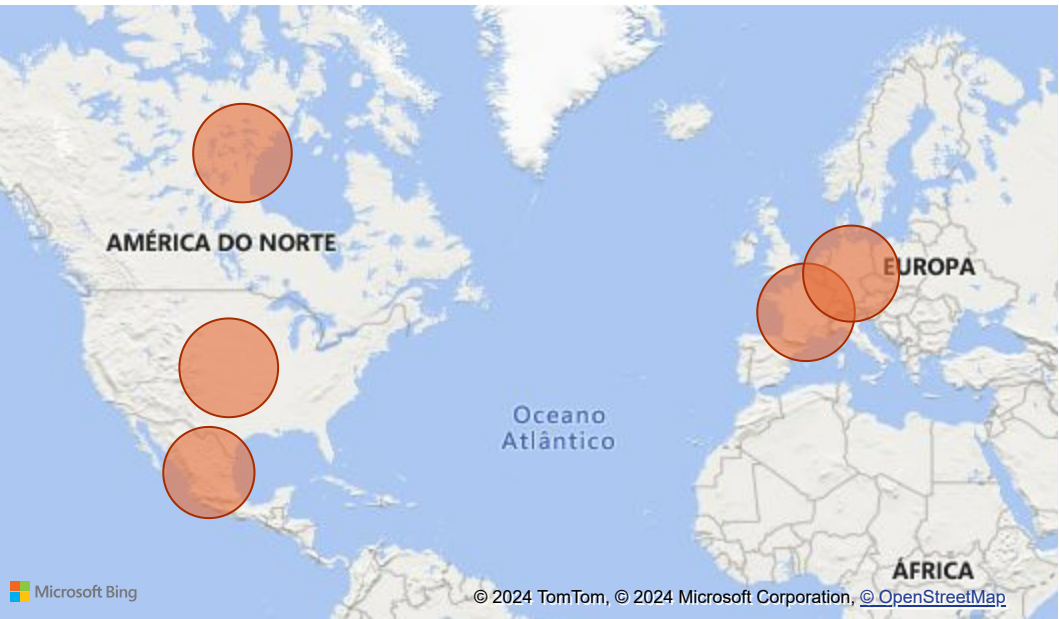 AMÉRICA DO NORTE
EUROPA
Oceano
Atlântico
ÁFRICA
Microsoft Bing
© 2024 TomTom, © 2024 Microsoft Corporation, © OpenStreetMap